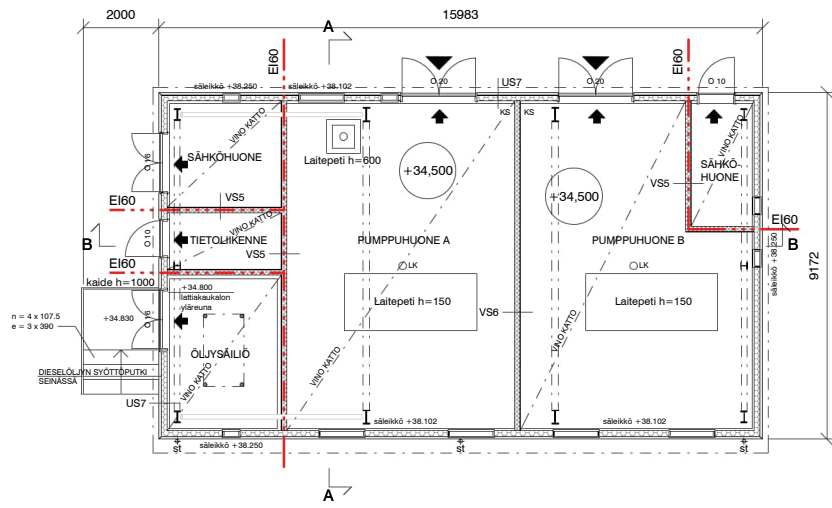 2000
15983
A
EI60
EI60
säleikkö +38.250
säleikkö +38.102
O 20
US7
O 20
O 10
KS
KS
VINO KATTO
VINO KATTO
SÄHKÖHUONE
Laitepeti h=600
+34,500
+34,500
SÄHKÖ-
HUONE
O 16
VS5
VS5
EI60
EI60
B
O 10
TIETOLIIKENNE
VINO KATTO
VS5
PUMPPUHUONE A
PUMPPUHUONE B
B
EI60
LK
LK
säleikkö +38.250
9172
kaide h=1000
+34.800
lattiakaukalon
yläreuna
Laitepeti h=150
Laitepeti h=150
n = 4 x 107.5
e = 3 x 390
+34.830
O 16
VS6
VINO KATTO
ÖLJYSÄILIÖ
VINO KATTO
VINO KATTO
DIESELÖLJYN SYÖTTÖPUTKI
SEINÄSSÄ
US7
säleikkö +38.102
säleikkö +38.102
säleikkö +38.250
st
st
st
A